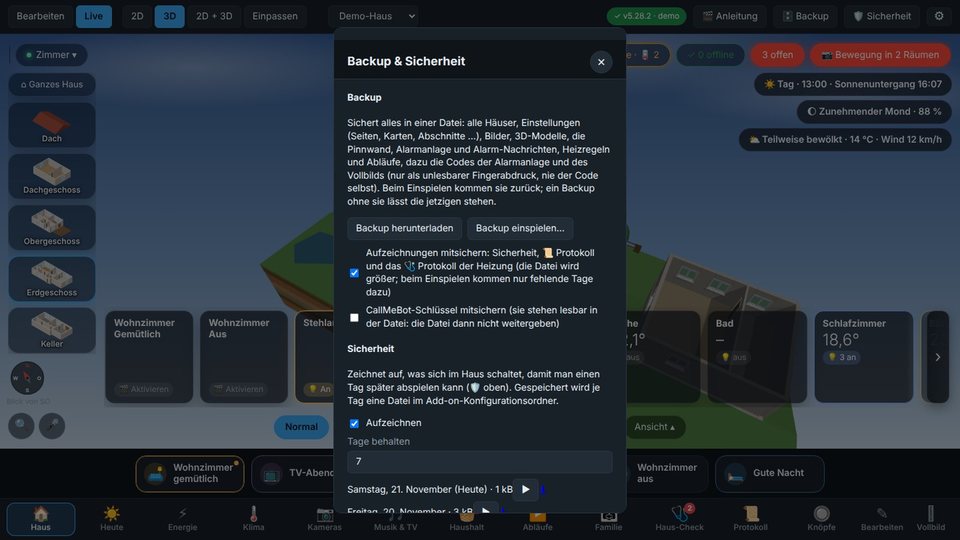 Bearbeiten Live 2D 3D 2D + 3D Einpassen Demo-Haus ✓ v5.28.2 · demo Anleitung Backup Sicherheit
Zimmer ▾
2 ✓ 0 offline 3 offen Bewegung in 2 Räumen
Ganzes Haus
Tag · 13:00 · Sonnenuntergang 16:07
Zunehmender Mond · 88 %
Teilweise bewölkt · 14 °C · Wind 12 km/h
Dach
Dachgeschoss
Obergeschoss
Erdgeschoss
Keller
Backup & Sicherheit
Backup
Sichert alles in einer Datei: alle Häuser, Einstellungen
(Seiten, Karten, Abschnitte ...), Bilder, 3D-Modelle, die
Pinnwand, Alarmanlage und Alarm-Nachrichten, Heizregeln
und Abläufe, dazu die Codes der Alarmanlage und des
Vollbilds (nur als unlesbarer Fingerabdruck, nie der Code
selbst). Beim Einspielen kommen sie zurück; ein Backup
ohne sie lässt die jetzigen stehen.
Backup herunterladen Backup einspielen...
Aufzeichnungen mitsichern: Sicherheit, Protokoll
und das Protokoll der Heizung (die Datei wird
größer; beim Einspielen kommen nur fehlende Tage
dazu)
CallMeBot-Schlüssel mitsichern (sie stehen lesbar in
der Datei: die Datei dann nicht weitergeben)
Sicherheit
Zeichnet auf, was sich im Haus schaltet, damit man einen
Tag später abspielen kann ( oben). Gespeichert wird je
Tag eine Datei im Add-on-Konfigurationsordner.
Aufzeichnen
Tage behalten
7
Samstag, 21. November (Heute) · 1 kB
Freitag, 20. November · 3 kB
Wohnzimmer
Gemütlich
Aktivieren
Wohnzimmer
Aus
Aktivieren
An
Bad
–
aus
Schlafzimmer
18,6°
3 an
Blick von SO
Normal
Ansicht ▴
Wohnzimmer
gemütlich
Wohnzimmer
aus
Gute Nacht
Haus Heute Energie Klima Kameras Musik & TV Haushalt Abläufe Familie Haus-Check 2 Protokoll Knöpfe Bearbeiten Vollbild